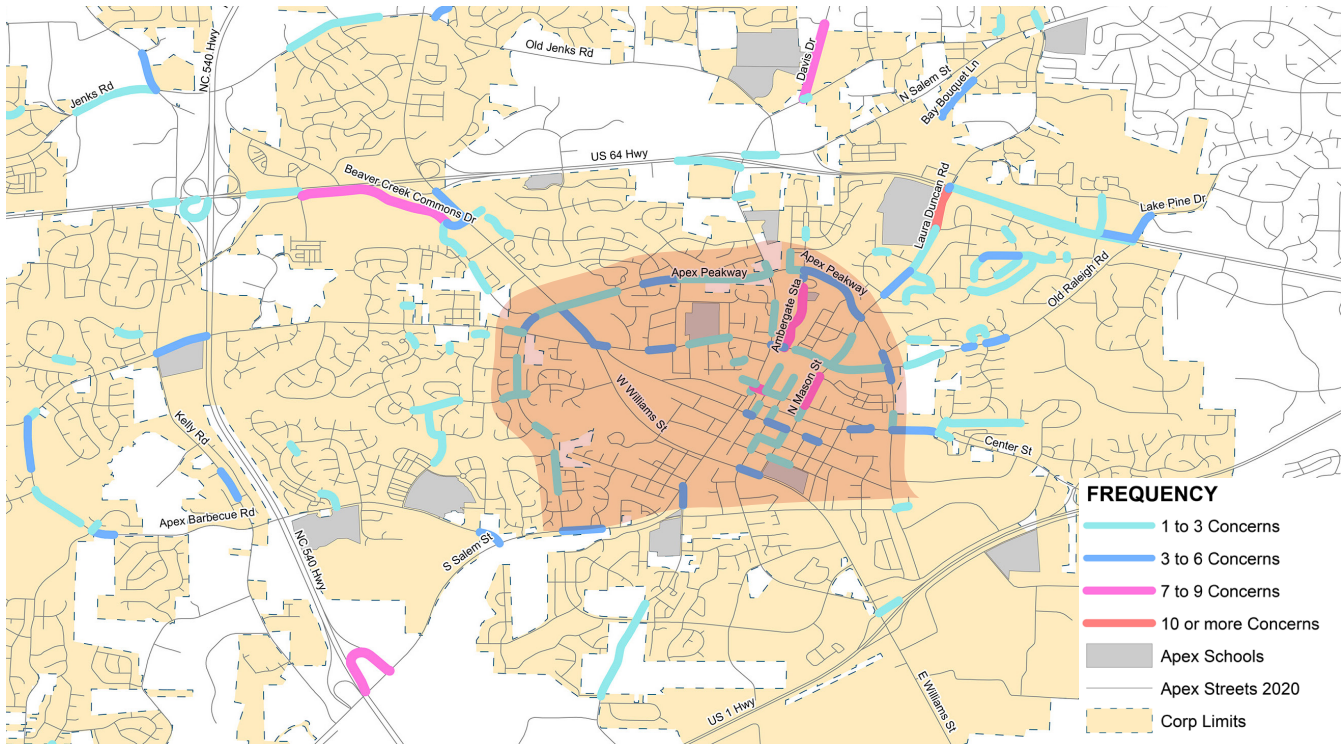 Old Jenks Rd
NC 540 Hwy
Davis Dr
N Salem St
Jenks Rd
Bay Bouquet Ln
US 64 Hwy
Beaver Creek Commons Dr
Laura Duncan Rd
Lake Pine Dr
Apex Peakway
Apex Peakway
Old Raleigh Rd
Ambergate Sta
W Williams St
N Mason St
Kelly Rd
Center St
Apex Barbecue Rd
NC 540 Hwy
S Salem St
E Williams St
US 1 Hwy
FREQUENCY
1 to 3 Concerns
3 to 6 Concerns
7 to 9 Concerns
10 or more Concerns
Apex Schools
Apex Streets 2020
Corp Limits